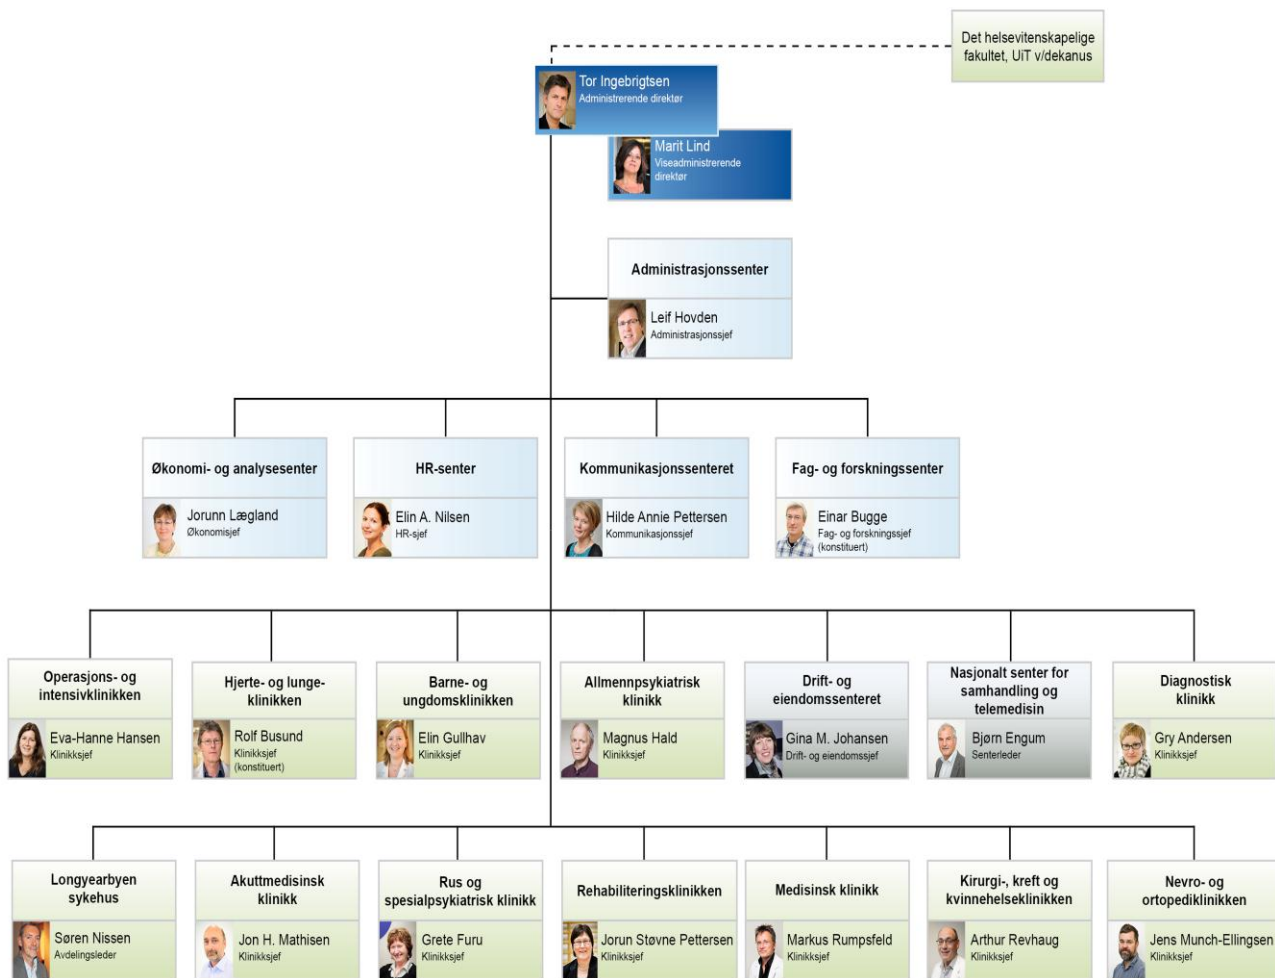 Det helsevitenskapelige
fakultet, UiT v/dekanus
Tor Ingebrigtsen
Administrerende direktør
Marit Lind
Viseadministrerende
direktør
Administrasjonssenter
Leif Hovden
Administrasjonssjef
Økonomi- og analysesenter
Jorunn Lægland
Økonomisjef
HR-senter
Elin A. Nilsen
HR-sjef
Kommunikasjonssenteret
Hilde Annie Pettersen
Kommunikasjonssjef
Fag- og forskningssenter
Einar Bugge
Fag- og forskningssjef
(konstituert)
Operasjons- og
intensivklinikken
Eva-Hanne Hansen
Klinikksjef
Hjerte- og lunge-
klinikken
Rolf Busund
Klinikksjef
(konstituert)
Barne- og
ungdomsklinikken
Elin Gullhav
Klinikksjef
Allmennpsykiatrisk
klinikk
Magnus Hald
Klinikksjef
Drift- og
eiendomssenteret
Gina M. Johansen
Drift- og eiendomssjef
Nasjonalt senter for
samhandling og
telemedisin
Bjørn Engum
Senterleder
Diagnostisk
klinikk
Gry Andersen
Klinikksjef
Longyearbyen
sykehus
Søren Nissen
Avdelingsleder
Akuttmedisinsk
klinikk
Jon H. Mathisen
Klinikksjef
Rus og
spesialpsykiatrisk klinikk
Grete Furu
Klinikksjef
Rehabiliteringsklinikken
Jorun Støvne Pettersen
Klinikksjef
Medisinsk klinikk
Markus Rumpsfeld
Klinikksjef
Kirurgi-, kreft og
kvinnehelseklinikken
Arthur Revhaug
Klinikksjef
Nevro- og
ortopediklinikken
Jens Munch-Ellingsen
Klinikksjef